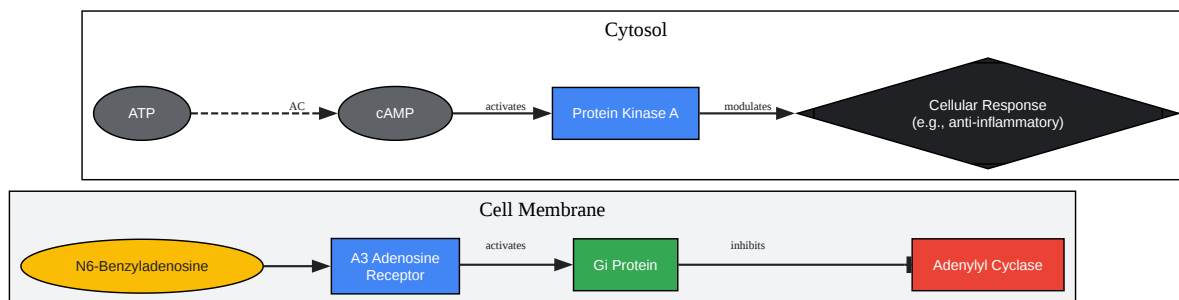 Cytosol
ATP
AC
cAMP
activates
Protein Kinase A
modulates
Cellular Response
(e.g., anti-inflammatory)
Cell Membrane
N6-Benzyladenosine
A3 Adenosine
Receptor
activates
Gi Protein
inhibits
Adenylyl Cyclase